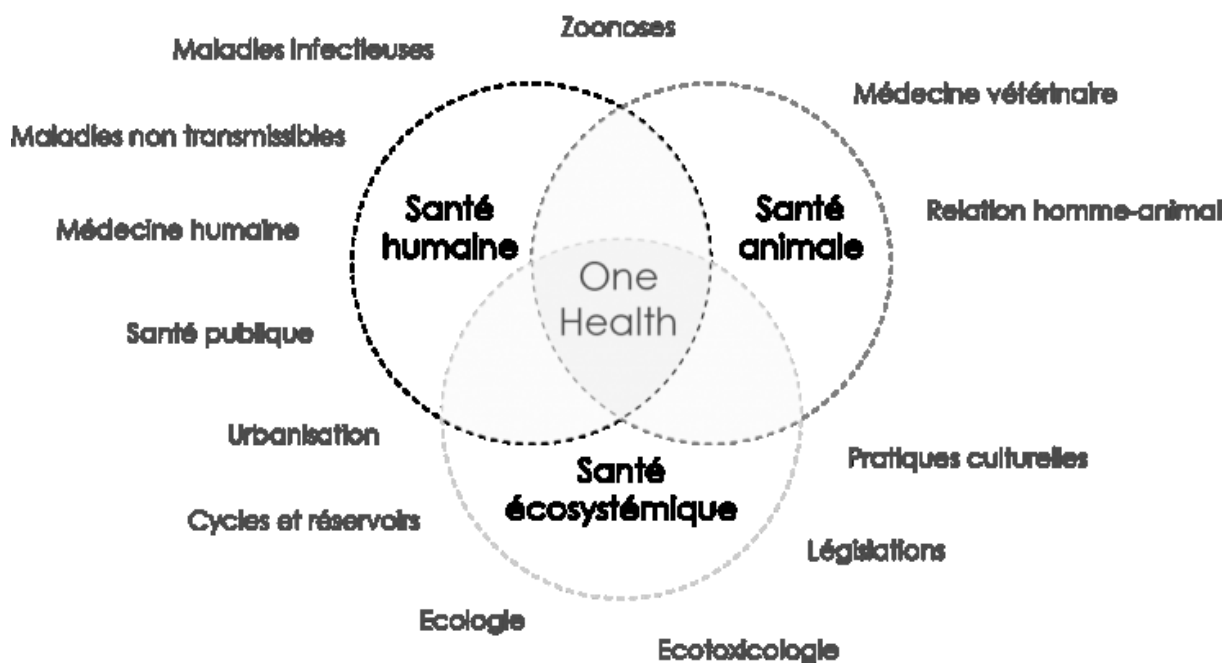 Zoonoses
Maladies infectieuses
Médecine vétérinaire
Maladies non transmissibles
Santé
humaine
Santé
animale
Relation homme-animal
Médecine humaine
One
Health
Santé publique
Urbanisation
Pratiques culturelles
Santé
écosystémique
Cycles et réservoirs
Législations
Ecologie
Ecotoxicologie